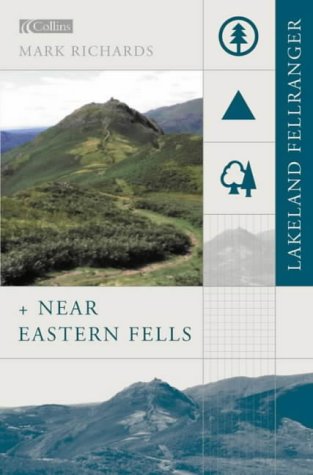 Collins
MARK RICHARDS
LAKELAND FELLRANGER
+ NEAR
EASTERN FELLS